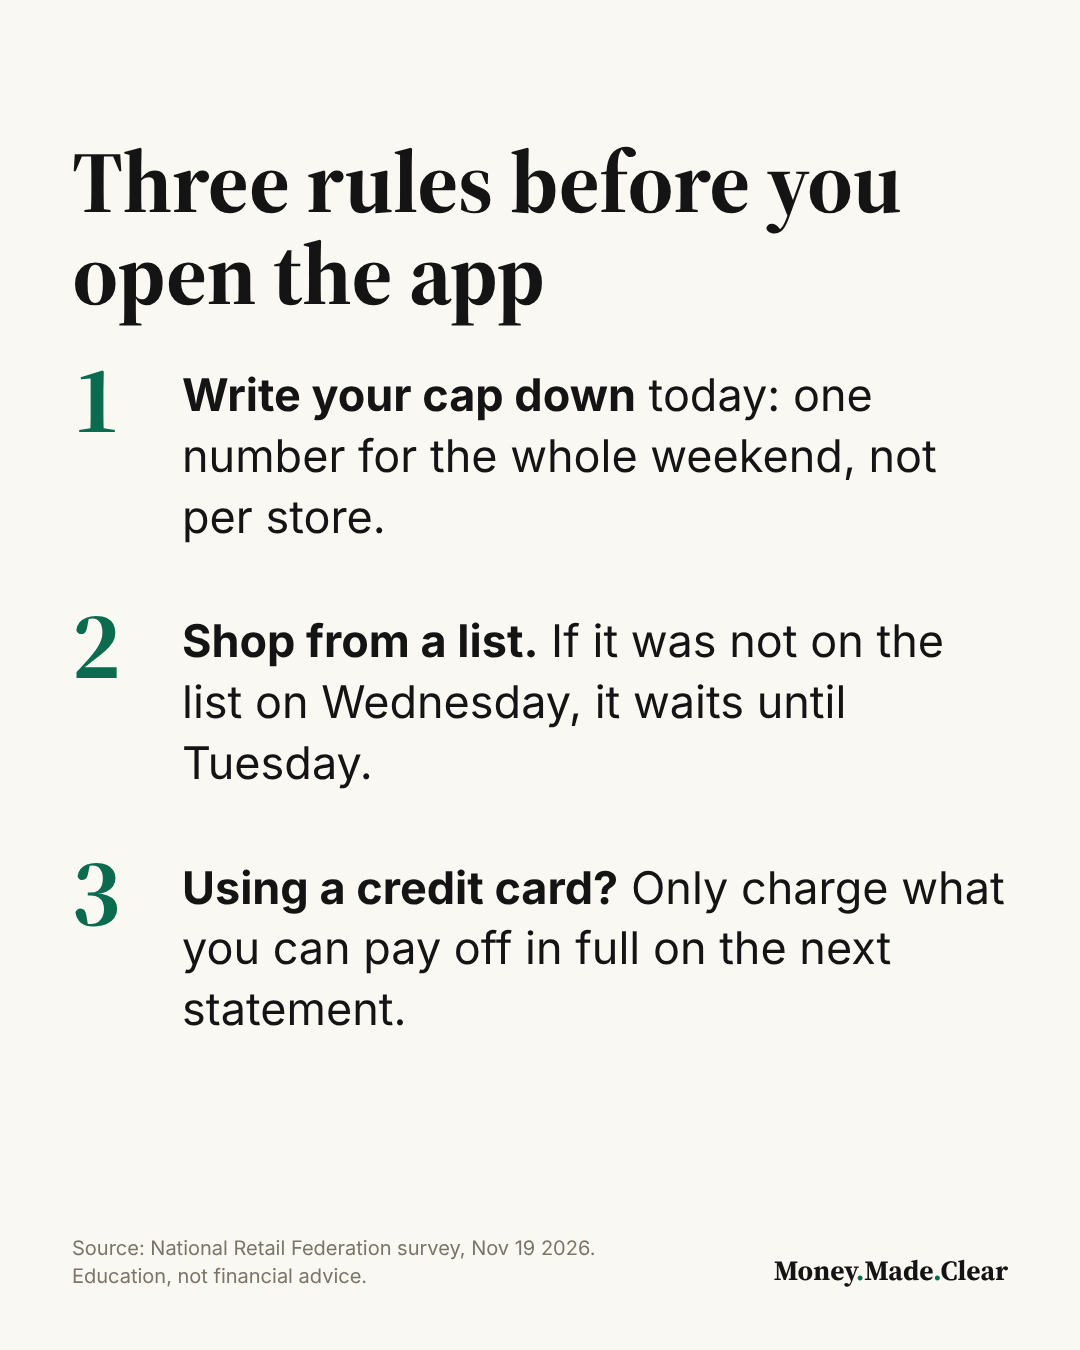 Three rules before you
open the app
1
Write your cap down today: one
number for the whole weekend, not
per store.
2
Shop from a list. If it was not on the
list on Wednesday, it waits until
Tuesday.
3
Using a credit card? Only charge what
you can pay off in full on the next
statement.
Source: National Retail Federation survey, Nov 19 2026.
Education, not financial advice.
Money.Made.Clear